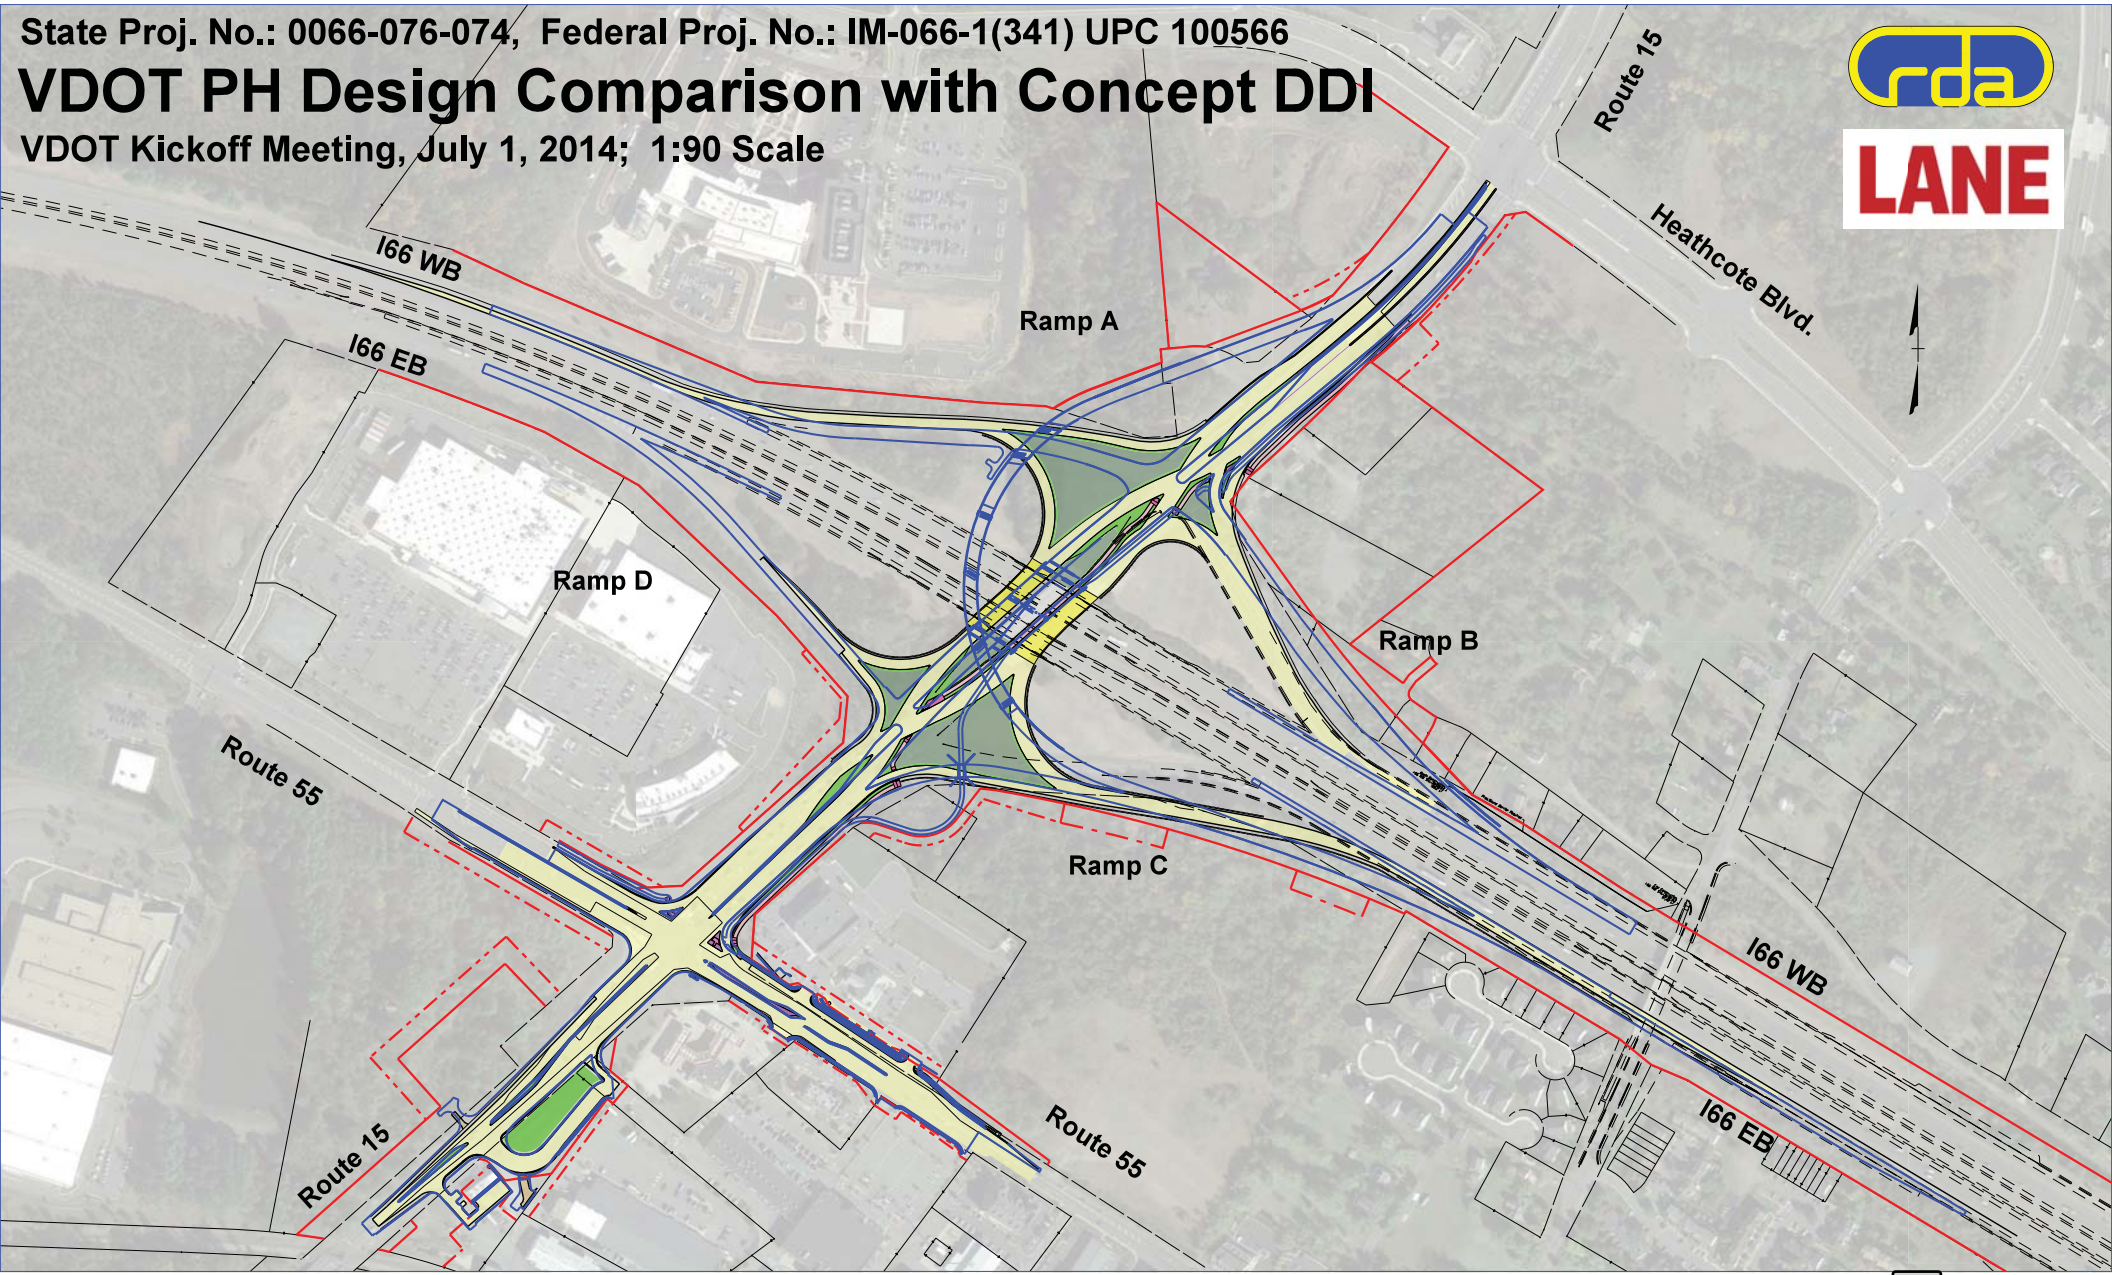 State Proj. No.: 0066-076-074, Federal Proj. No.: IM-066-1(341) UPC 100566
VDOT PH Design Comparison with Concept DDI
VDOT Kickoff Meeting, July 1, 2014; 1:90 Scale
rda
LANE
Route 15
Heathcote Blvd.
I66 WB
I66 EB
Ramp A
Ramp D
Ramp B
Route 55
Ramp C
I66 WB
I66 EB
Route 15
Route 55